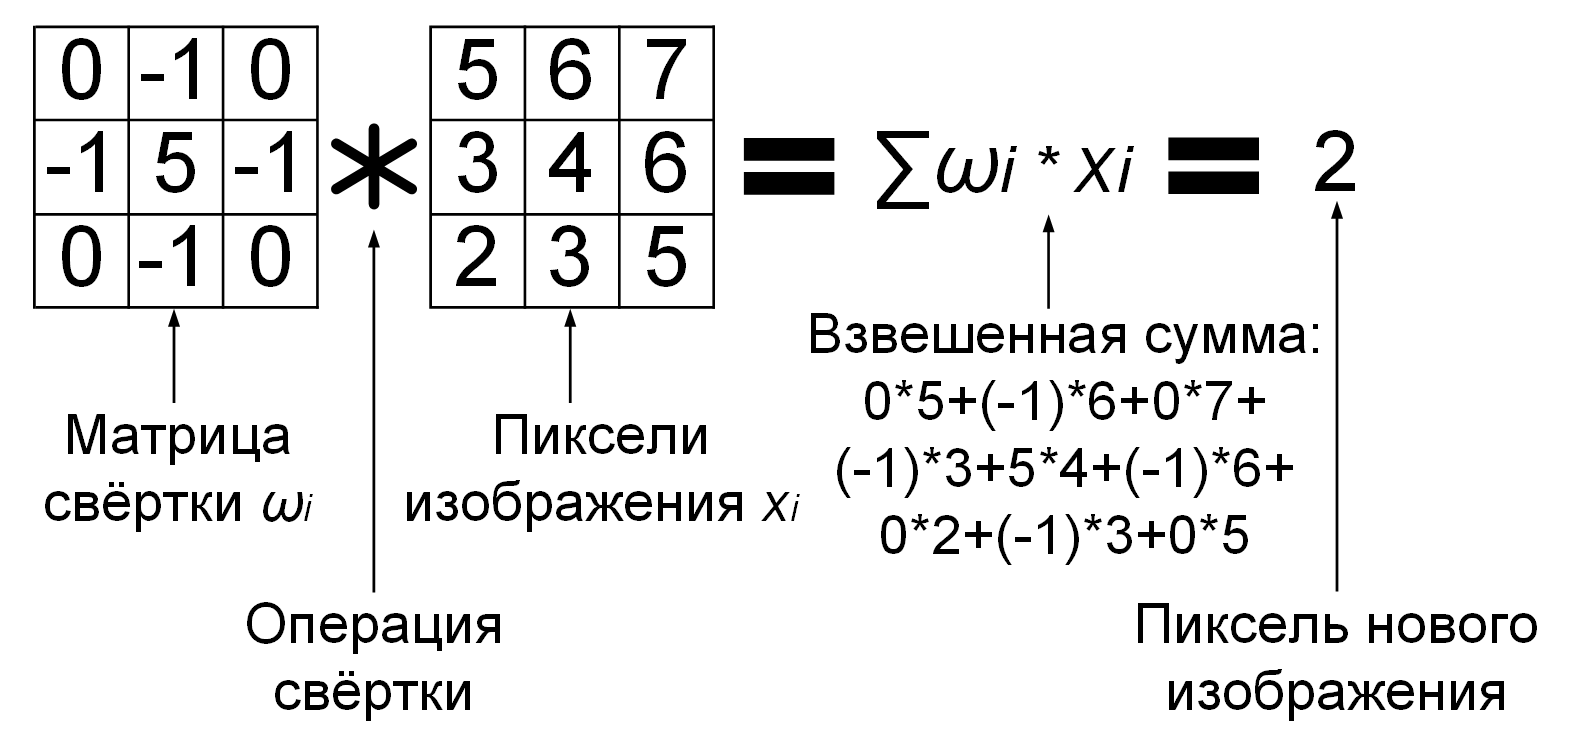 0 -1 0 5 6 7
-1 5 -1 * 3 4 6 = ∑ωi * xi = 2
0 -1 0 2 3 5
Матрица
свёртки ωi
Операция
свёртки
Пиксели
изображения xi
Взвешенная сумма:
0*5+(-1)*6+0*7+
(-1)*3+5*4+(-1)*6+
0*2+(-1)*3+0*5
Пиксель нового
изображения